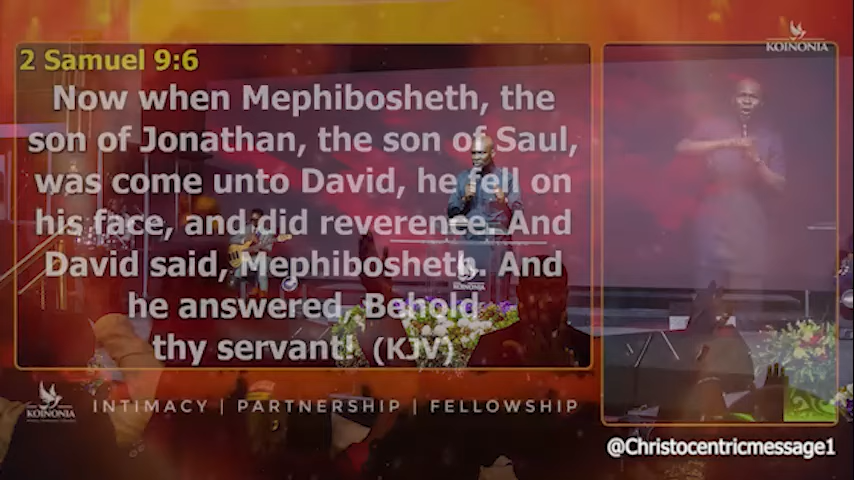 KOINONIA
2 Samuel 9:6
Now when Mephibosheth, the
son of Jonathan, the son of Saul,
was come unto David, he fell on
his face, and did reverence. And
David said, Mephibosheth. And
he answered, Behold
thy servant! (KJV)
KOINONIA
KOINONIA
INTIMACY | PARTNERSHIP | FELLOWSHIP
@Christocentricmessage1